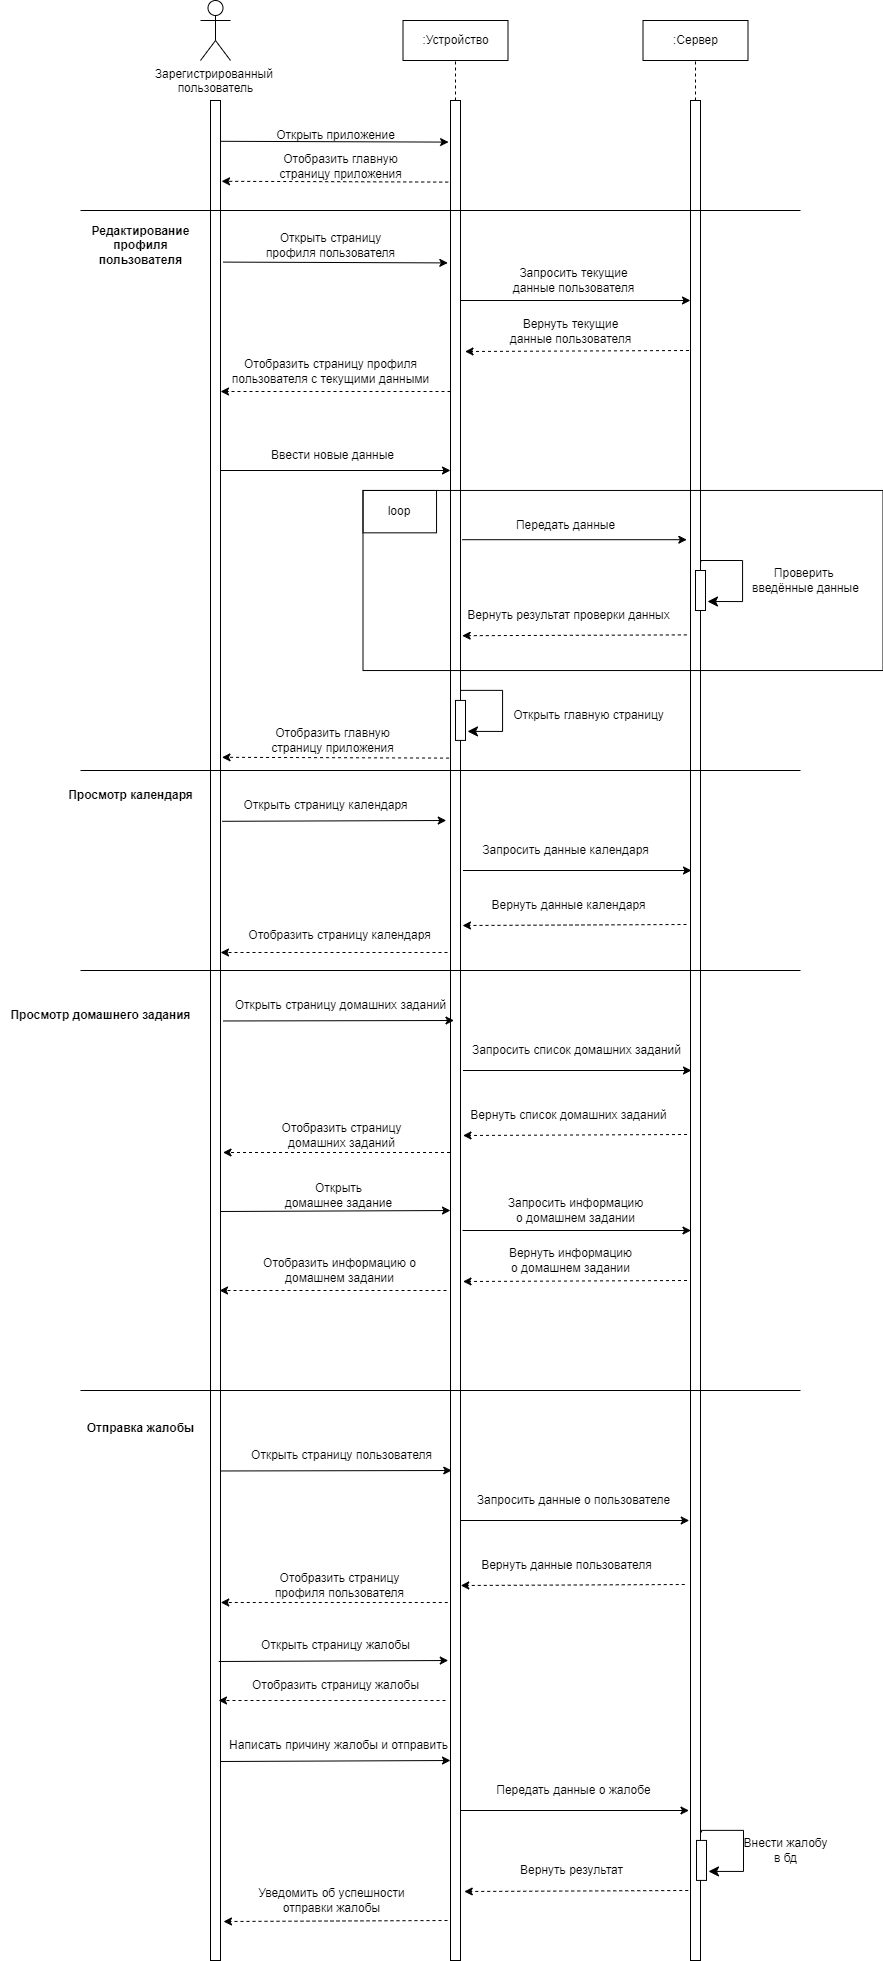 :Устройство
:Сервер
Зарегистрированный
пользователь
Открыть приложение
Отобразить главную
страницу приложения
Редактирование
профиля
пользователя
Открыть страницу
профиля пользователя
Запросить текущие
данные пользователя
Вернуть текущие
данные пользователя
Отобразить страницу профиля
пользователя с текущими данными
Ввести новые данные
loop
Передать данные
Проверить
введённые данные
Вернуть результат проверки данных
Открыть главную страницу
Отобразить главную
страницу приложения
Просмотр календаря
Открыть страницу календаря
Запросить данные календаря
Вернуть данные календаря
Отобразить страницу календаря
Просмотр домашнего задания
Открыть страницу домашних заданий
Запросить список домашних заданий
Вернуть список домашних заданий
Отобразить страницу
домашних заданий
Открыть
домашнее задание
Запросить информацию
о домашнем задании
Вернуть информацию
о домашнем задании
Отобразить информацию о
домашнем задании
Отправка жалобы
Открыть страницу пользователя
Запросить данные о пользователе
Вернуть данные пользователя
Отобразить страницу
профиля пользователя
Открыть страницу жалобы
Отобразить страницу жалобы
Написать причину жалобы и отправить
Передать данные о жалобе
Внести жалобу
в бд
Вернуть результат
Уведомить об успешности
отправки жалобы